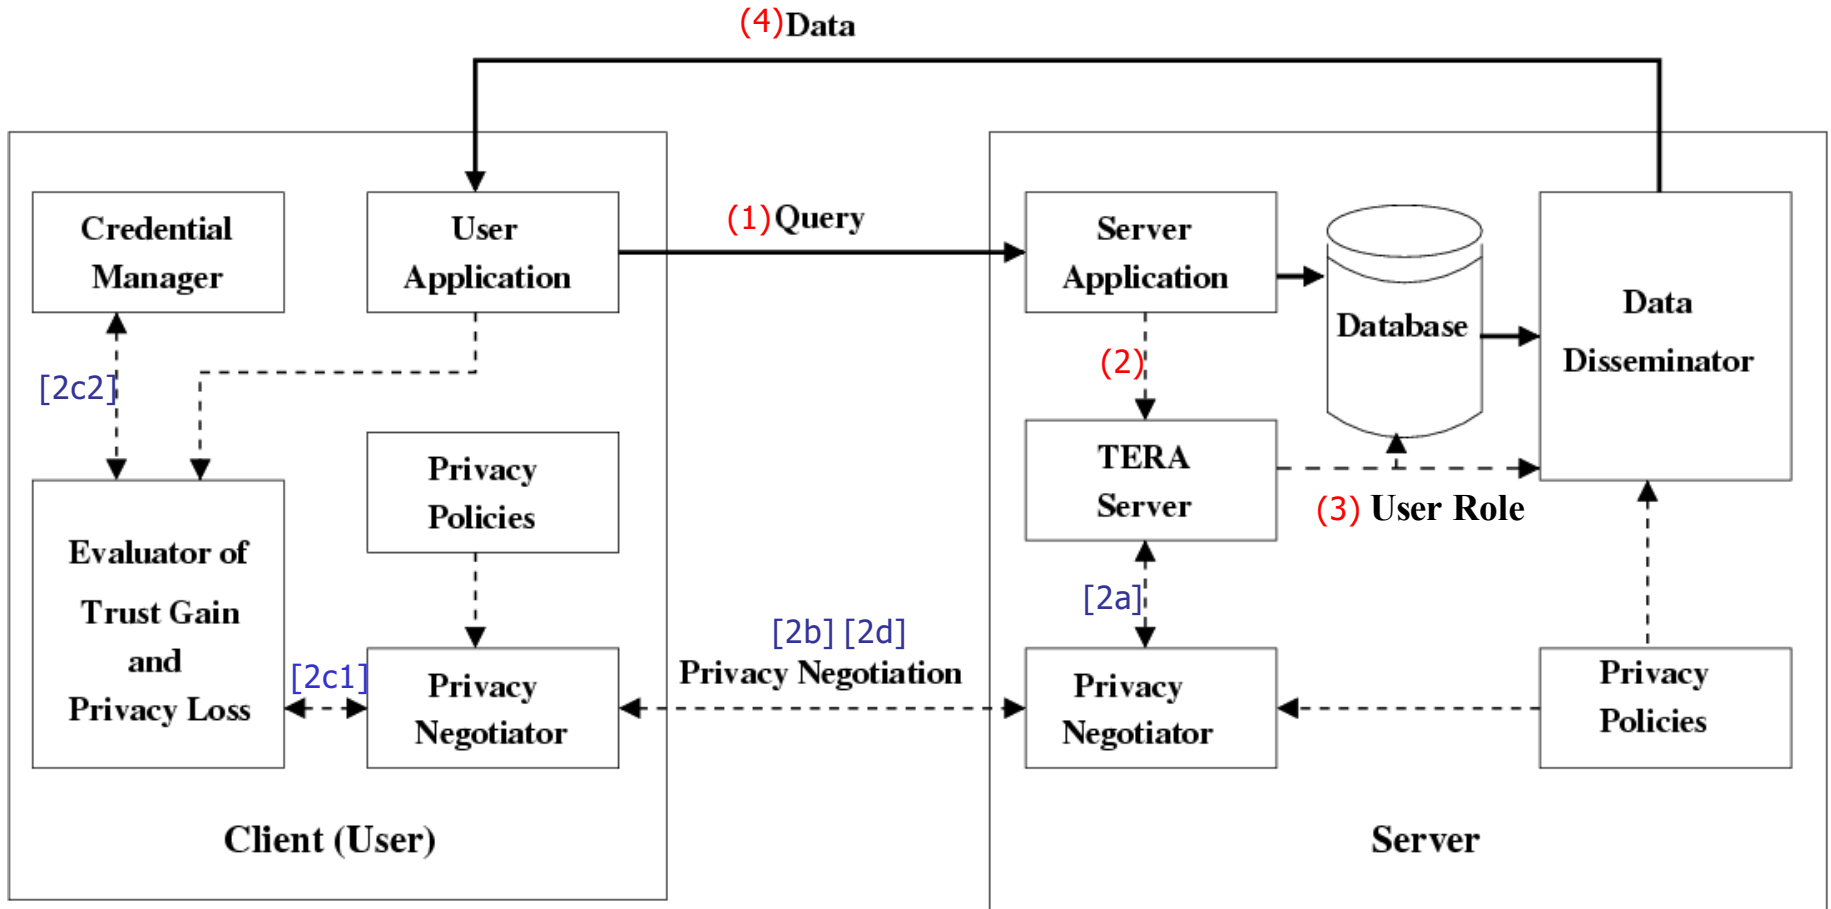 (4) Data
(1) Query
Credential
Manager
User
Application
Server
Application
Database
Data
Disseminator
[2c2]
(2)
Privacy
Policies
TERA
Server
(3) User Role
Evaluator of
Trust Gain
and
Privacy Loss
[2c1]
Privacy
Negotiator
[2b] [2d]
Privacy Negotiation
[2a]
Privacy
Negotiator
Privacy
Policies
Client (User)
Server